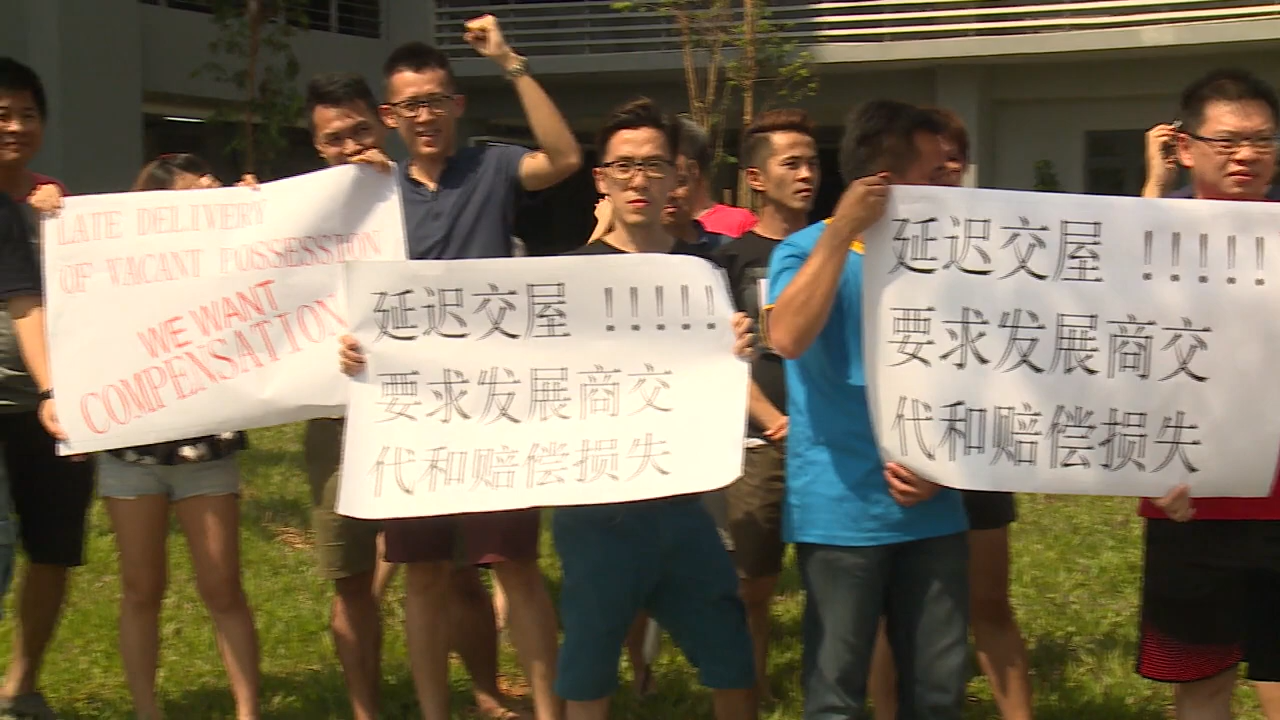 LATE DELIVERY
OF VACANT POSSESSION
WE WANT
COMPENSATION
延迟交屋 !!!!!
要求发展商交
代和赔偿损失
延迟交屋 !!!!!
要求发展商交
代和赔偿损失